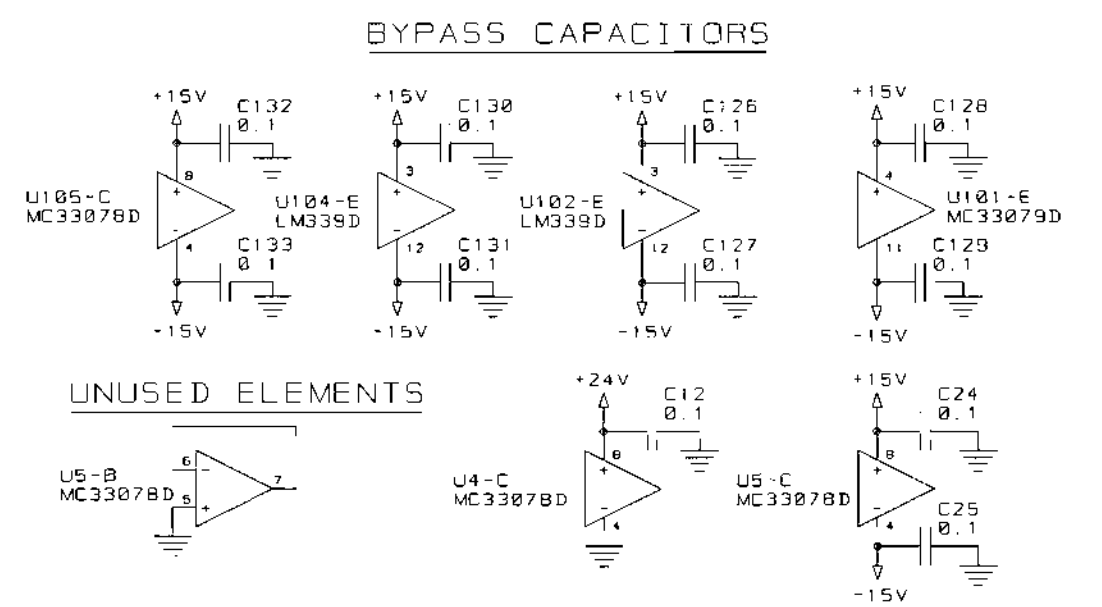 BYPASS CAPACITORS
+15V
C132
0.1
8
+
U105-C
MC33078D
-
4
C133
0.1
-15V
+15V
C130
0.1
3
+
U104-E
LM339D
-
12
C131
0.1
-15V
+15V
C126
0.1
3
+
U102-E
LM339D
-
12
C127
0.1
-15V
+15V
C128
0.1
4
+
U101-E
MC33079D
-
11
C129
0.1
-15V
UNUSED ELEMENTS
6
-
U5-B
MC33078D
7
5
+
+24V
C12
0.1
8
+
U4-C
MC33078D
-
4
+15V
C24
0.1
8
+
U5-C
MC33078D
-
4
C25
0.1
-15V